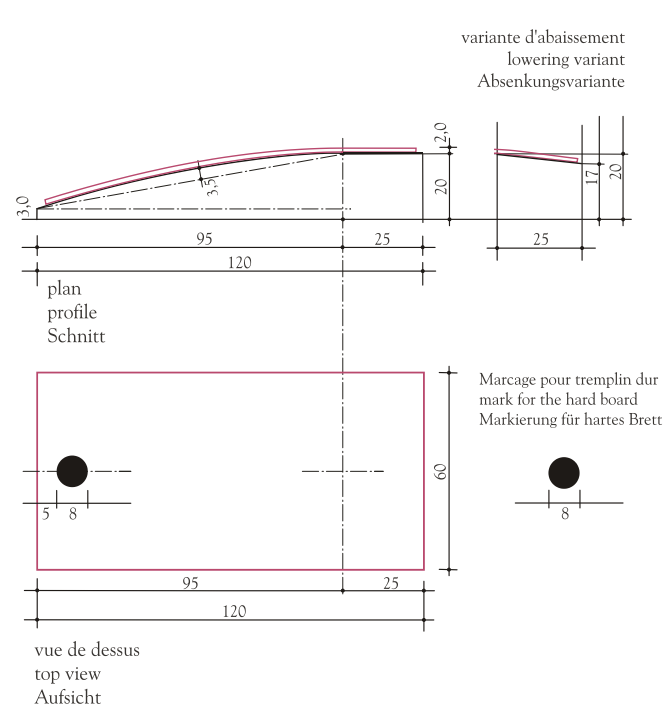 variante d'abaissement
lowering variant
Absenkungsvariante
2,0
3,5
3,0
20
17
20
95
25
25
120
plan
profile
Schnitt
Marcage pour tremplin dur
mark for the hard board
Markierung für hartes Brett
60
5
8
8
95
25
120
vue de dessus
top view
Aufsicht